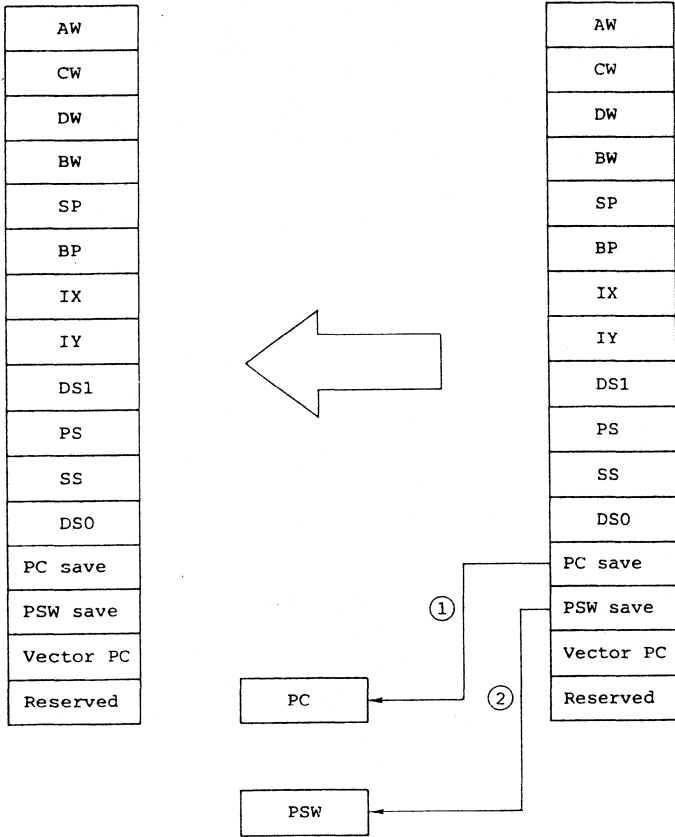 AW
CW
DW
BW
SP
BP
IX
IY
DS1
PS
SS
DS0
PC save
PSW save
Vector PC
Reserved
①
②
PC
PSW
AW
CW
DW
BW
SP
BP
IX
IY
DS1
PS
SS
DS0
PC save
PSW save
Vector PC
Reserved